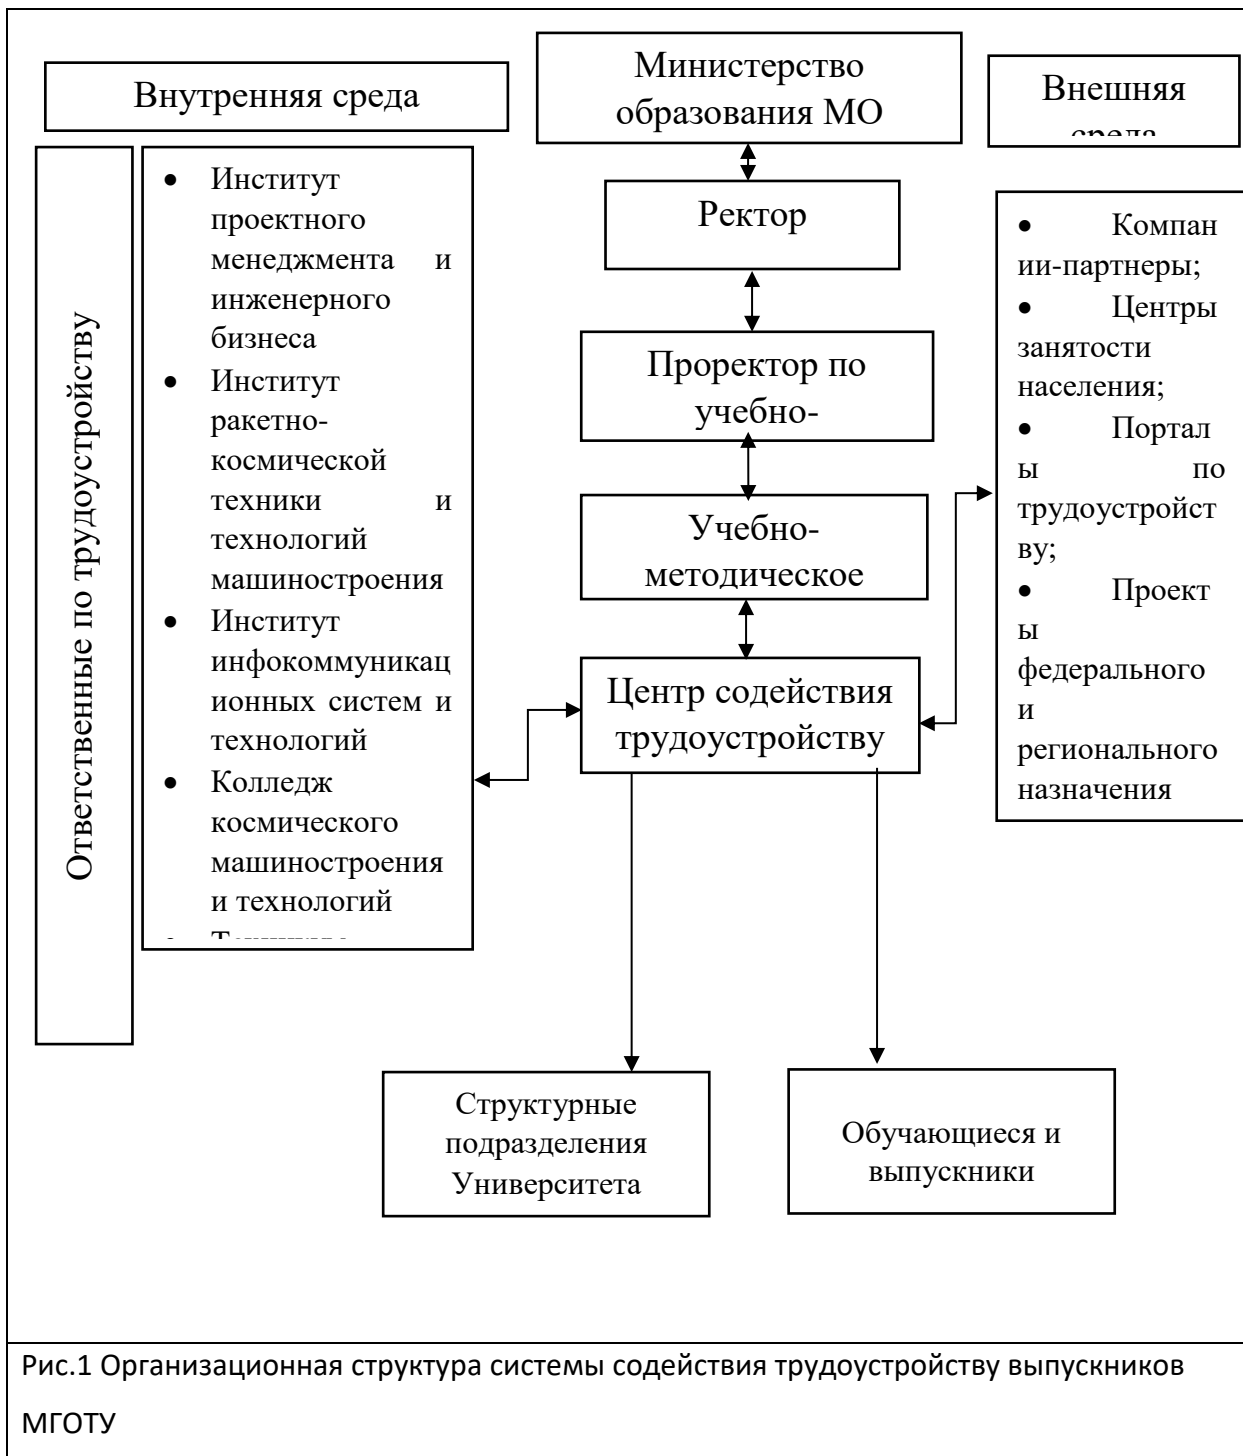 Министерство
образования МО
Внутренняя среда
Внешняя
среда
Ответственные по трудоустройству
• Институт
проектного
менеджмента и
инженерного
бизнеса
• Институт
ракетно-
космической
техники и
технологий
машиностроения
• Институт
инфокоммуникац
ионных систем и
технологий
• Колледж
космического
машиностроения
и технологий
Ректор
Проректор по
учебно-
Учебно-
методическое
Центр содействия
трудоустройству
• Компан
ии-партнеры;
• Центры
занятости
населения;
• Портал
ы по
трудоустройст
ву;
• Проект
ы
федерального
и
регионального
назначения
Структурные
подразделения
Университета
Обучающиеся и
выпускники
Рис.1 Организационная структура системы содействия трудоустройству выпускников
МГОТУ